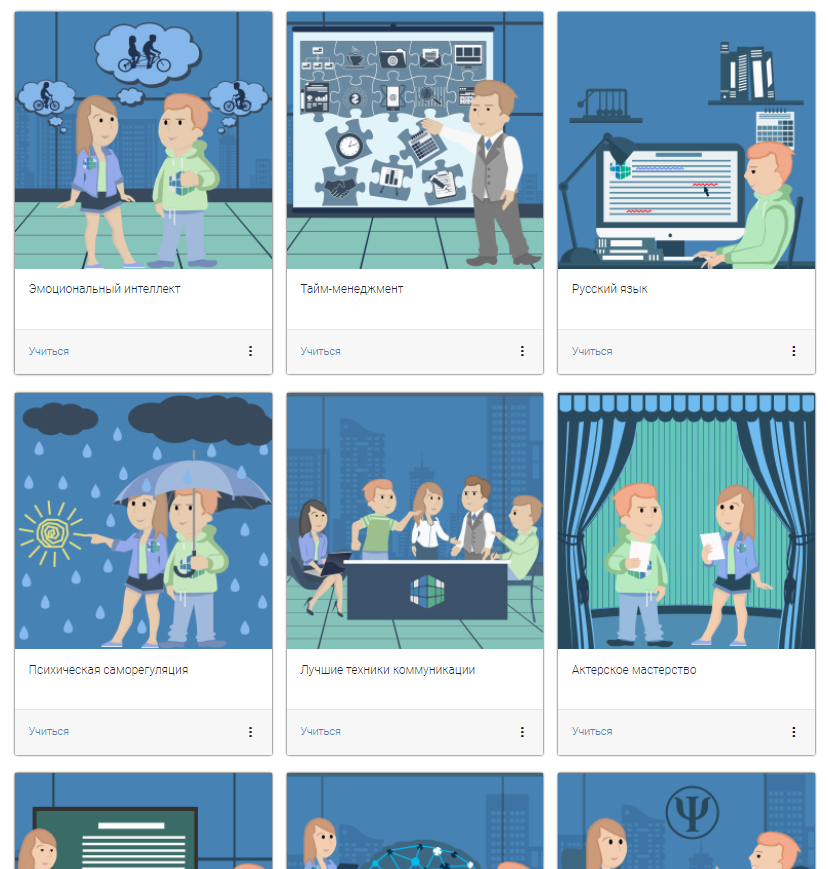 Эмоциональный интеллект
Тайм-менеджмент
Русский язык
Учиться
Учиться
Учиться
Психическая саморегуляция
Лучшие техники коммуникации
Актерское мастерство
Учиться
Учиться
Учиться